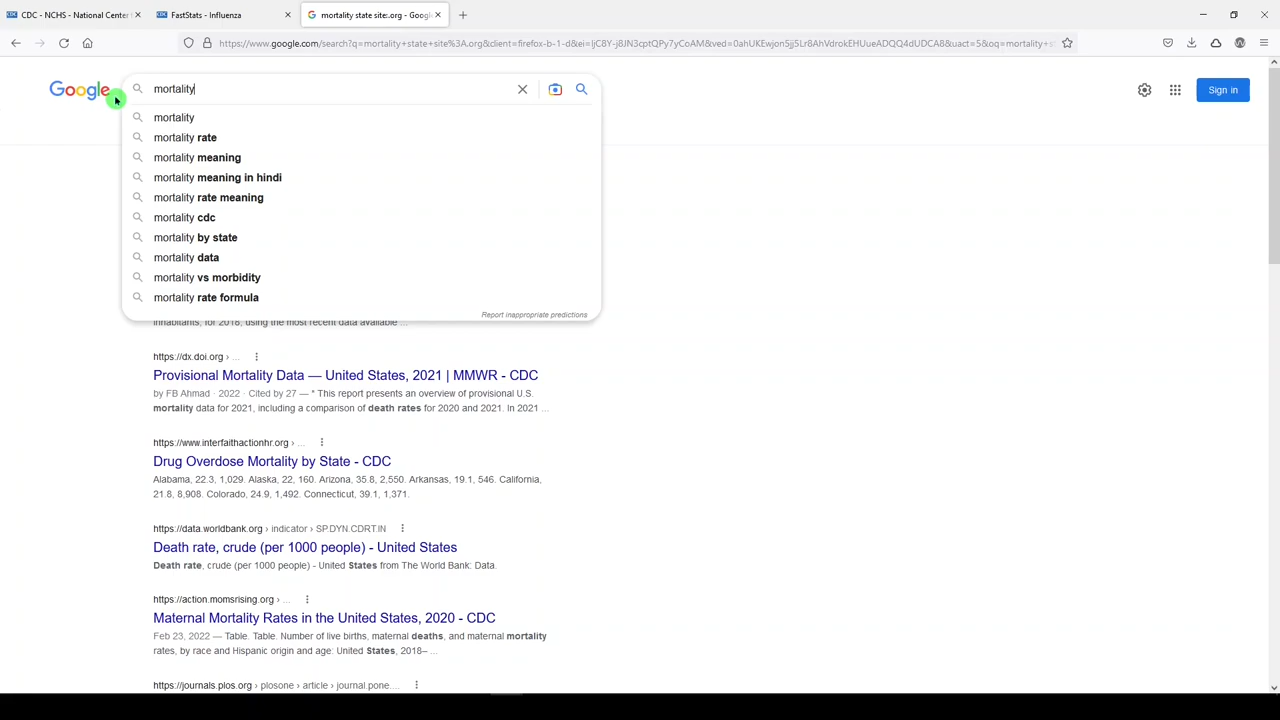 CDC - NCHS - National Center
FastStats - Influenza
mortality state site:.org - Googl
https://www.google.com/search?q=mortality+state+site%3A.org&client=firefox-b-1-d&ei=
Google
mortality
Sign in
mortality
mortality rate
mortality meaning
mortality meaning in hindi
mortality rate meaning
mortality cdc
mortality by state
mortality data
mortality vs morbidity
mortality rate formula
Report inappropriate predictions
inhabitants, for 2018, using the most recent data available ...
https://dx.doi.org › ...
Provisional Mortality Data — United States, 2021 | MMWR - CDC
by FB Ahmad · 2022 · Cited by 27 — * This report presents an overview of provisional U.S.
mortality data for 2021, including a comparison of death rates for 2020 and 2021. In 2021 ...
https://www.interfaithactionhr.org › ...
Drug Overdose Mortality by State - CDC
Alabama, 22.3, 1,029. Alaska, 22, 160. Arizona, 35.8, 2,550. Arkansas, 19.1, 546. California,
21.8, 8,908. Colorado, 24.9, 1,492. Connecticut, 39.1, 1,371.
https://data.worldbank.org › indicator › SP.DYN.CDRT.IN
Death rate, crude (per 1000 people) - United States
Death rate, crude (per 1000 people) - United States from The World Bank: Data.
https://action.momsrising.org › ...
Maternal Mortality Rates in the United States, 2020 - CDC
Feb 23, 2022 — Table. Table. Number of live births, maternal deaths, and maternal mortality
rates, by race and Hispanic origin and age: United States, 2018– ...
https://journals.plos.org › plosone › article › journal.pone....